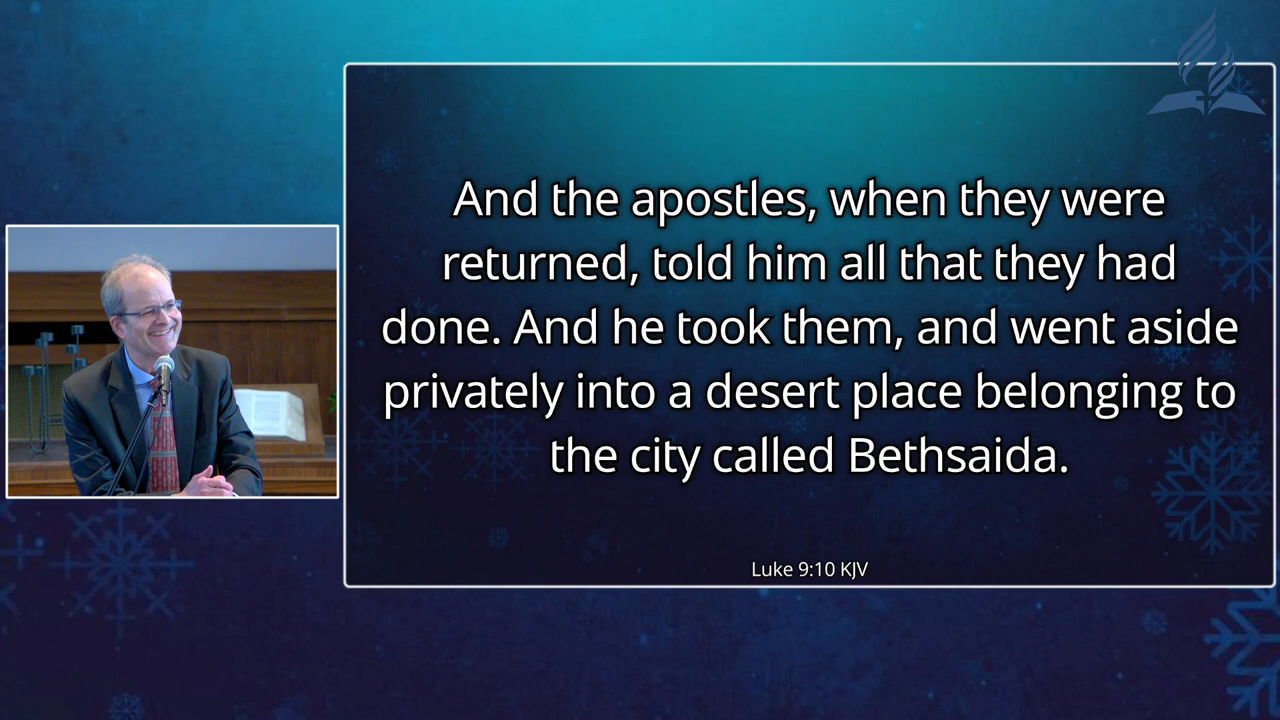 And the apostles, when they were
returned, told him all that they had
done. And he took them, and went aside
privately into a desert place belonging to
the city called Bethsaida.
Luke 9:10 KJV